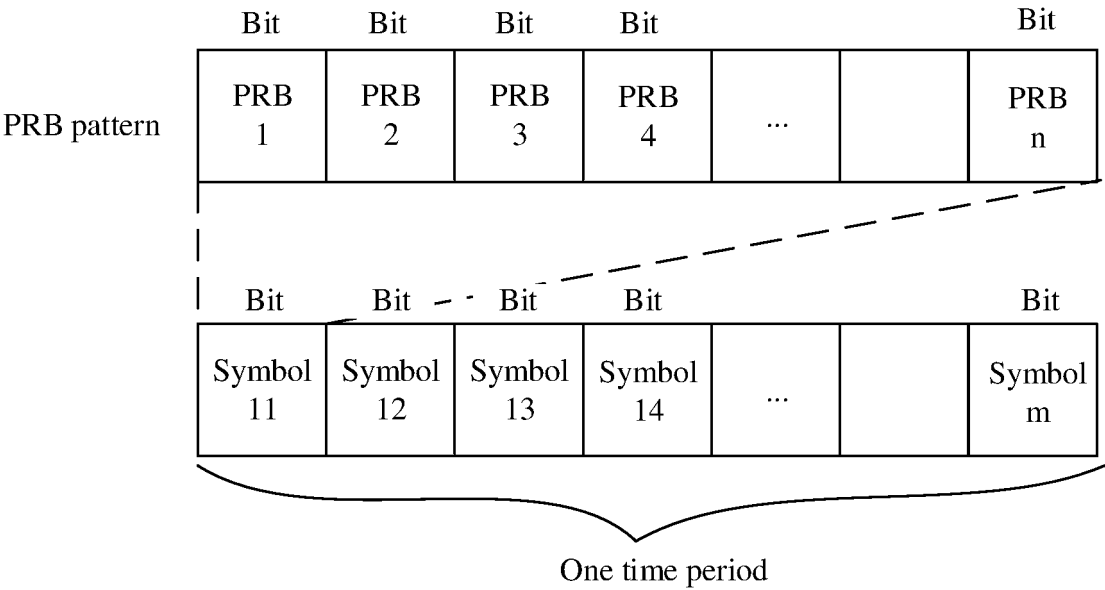 Bit Bit Bit Bit Bit
PRB pattern
PRB 1
PRB 2
PRB 3
PRB 4
...
PRB n
Bit Bit Bit Bit Bit
Symbol 11
Symbol 12
Symbol 13
Symbol 14
...
Symbol m
One time period